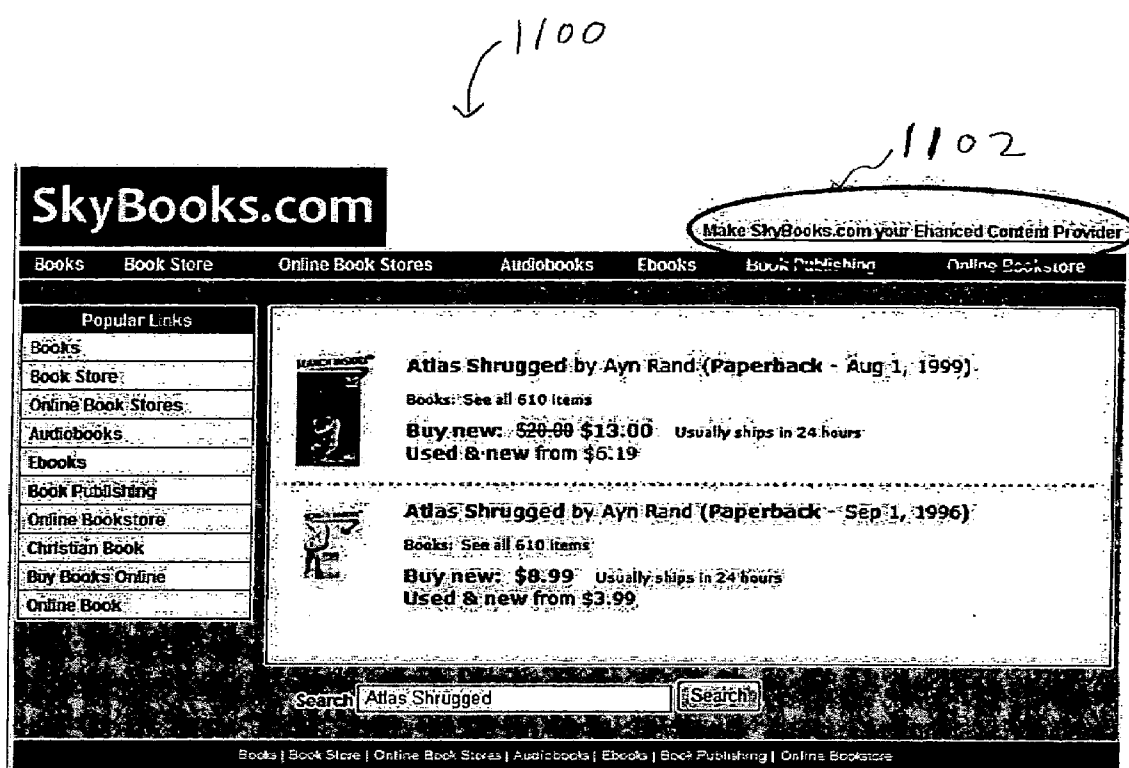 1100
1102
SkyBooks.com
Make SkyBooks.com your Ehanced Content Provider
Books Book Store Online Book Stores Audiobooks Ebooks Book Publishing Online Bookstore
Popular Links
Books
Book Store
Online Book Stores
Audiobooks
Ebooks
Book Publishing
Online Bookstore
Christian Book
Buy Books Online
Online Book
Atlas Shrugged by Ayn Rand (Paperback - Aug 1, 1999)
Books: See all 610 items
Buy new: $20.00 $13.00 Usually ships in 24 hours
Used & new from $6.19
Atlas Shrugged by Ayn Rand (Paperback - Sep 1, 1996)
Books: See all 610 items
Buy new: $8.99 Usually ships in 24 hours
Used & new from $3.99
Search Atlas Shrugged Search
Books | Book Store | Online Book Stores | Audiobooks | Ebooks | Book Publishing | Online Bookstore